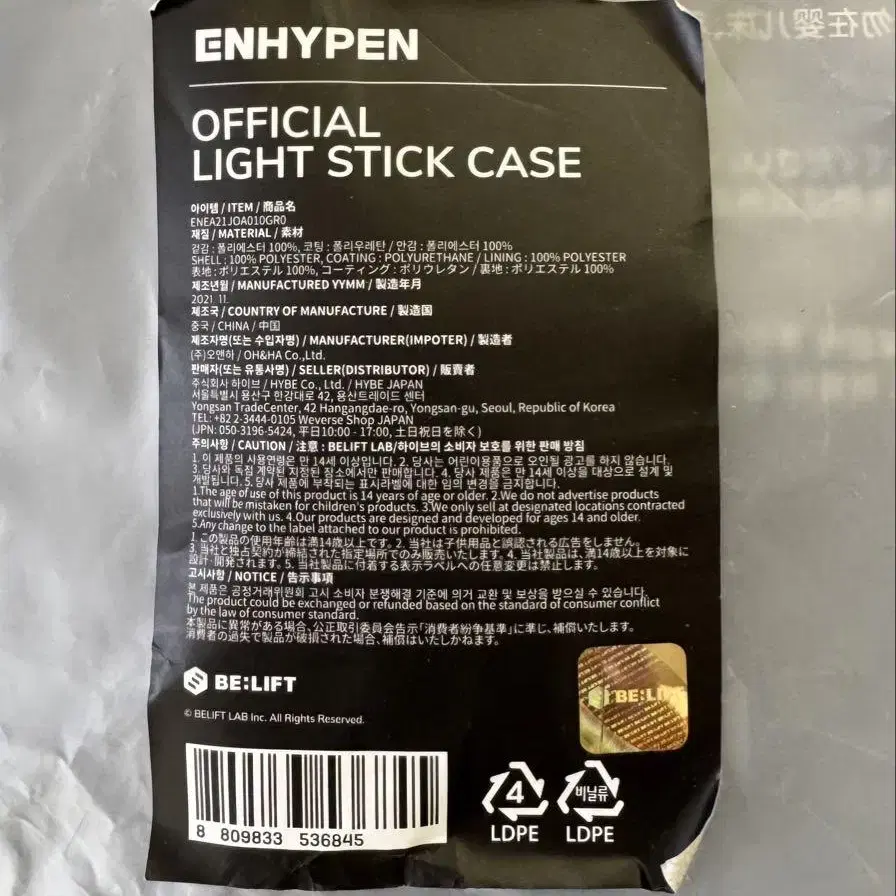 ENHYPEN
OFFICIAL
LIGHT STICK CASE
아이템 / ITEM / 商品名
ENEA21JOA010GR0
재질 / MATERIAL / 素材
겉감 : 폴리에스터 100%, 코팅 : 폴리우레탄 / 안감 : 폴리에스터 100%
SHELL : 100% POLYESTER, COATING : POLYURETHANE / LINING : 100% POLYESTER
表地 : ポリエステル 100%, コーティング : ポリウレタン / 裏地 : ポリエステル 100%
제조년월 / MANUFACTURED YYMM / 製造年月
2021. 11.
제조국 / COUNTRY OF MANUFACTURE / 製造国
중국 / CHINA / 中国
제조자명(또는 수입자명) / MANUFACTURER(IMPOTER) / 製造者
(주)오앤하 / OH&HA Co.,Ltd.
판매자(또는 유통사명) / SELLER(DISTRIBUTOR) / 販賣者
주식회사 하이브 / HYBE Co., Ltd. / HYBE JAPAN
서울특별시 용산구 한강대로 42, 용산트레이드 센터
Yongsan TradeCenter, 42 Hangangdae-ro, Yongsan-gu, Seoul, Republic of Korea
TEL: +82 2-3444-0105 Weverse Shop JAPAN
(JPN: 050-3196-5424, 平日10:00 - 17:00, 土日祝日を除く)
주의사항 / CAUTION / 注意 : BELIFT LAB/하이브의 소비자 보호를 위한 판매 방침
1. 이 제품의 사용연령은 만 14세 이상입니다. 2. 당사는 어린이용품으로 오인될 광고를 하지 않습니다.
3. 당사와 독점 계약된 지정된 장소에서만 판매합니다. 4. 당사 제품은 만 14세 이상을 대상으로 설계 및
개발됩니다. 5. 당사 제품에 부착되는 표시라벨에 대한 임의 변경을 금지합니다.
1.The age of use of this product is 14 years of age or older. 2.We do not advertise products
that will be mistaken for children's products. 3.We only sell at designated locations contracted
exclusively with us. 4.Our products are designed and developed for ages 14 and older.
5.Any change to the label attached to our product is prohibited.
1. この製品の使用年齢は満14歳以上です。2. 当社は子供用品と誤認される広告をしません。
3. 当社と独占契約が締結された指定場所でのみ販売いたします。4. 当社製品は、満14歳以上を対象に
設計·開発されます。5. 当社製品に付着する表示ラベルへの任意変更は禁止します。
고시사항 / NOTICE / 告示事項
본 제품은 공정거래위원회 고시 소비자 분쟁해결 기준에 의거 교환 및 보상을 받으실 수 있습니다.
The product could be exchanged or refunded based on the standard of consumer conflict
by the law of consumer standard.
本製品に異常がある場合、公正取引委員会告示「消費者紛争基準」に準じ、補償いたします。
消費者の過失で製品が破損された場合、補償はいたしかねます。
BE:LIFT
BE:LIFT
© BELIFT LAB Inc. All Rights Reserved.
8 809833 536845
4
비닐류
LDPE
LDPE